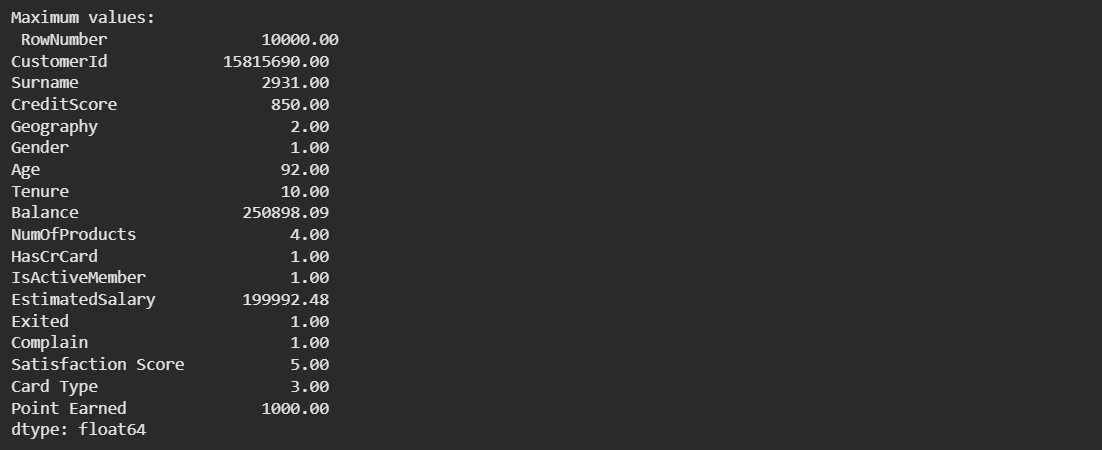 Maximum values:
 RowNumber                10000.00
CustomerId            15815690.00
Surname                   2931.00
CreditScore                850.00
Geography                    2.00
Gender                       1.00
Age                         92.00
Tenure                      10.00
Balance                 250898.09
NumOfProducts                4.00
HasCrCard                    1.00
IsActiveMember               1.00
EstimatedSalary         199992.48
Exited                       1.00
Complain                     1.00
Satisfaction Score           5.00
Card Type                    3.00
Point Earned              1000.00
dtype: float64